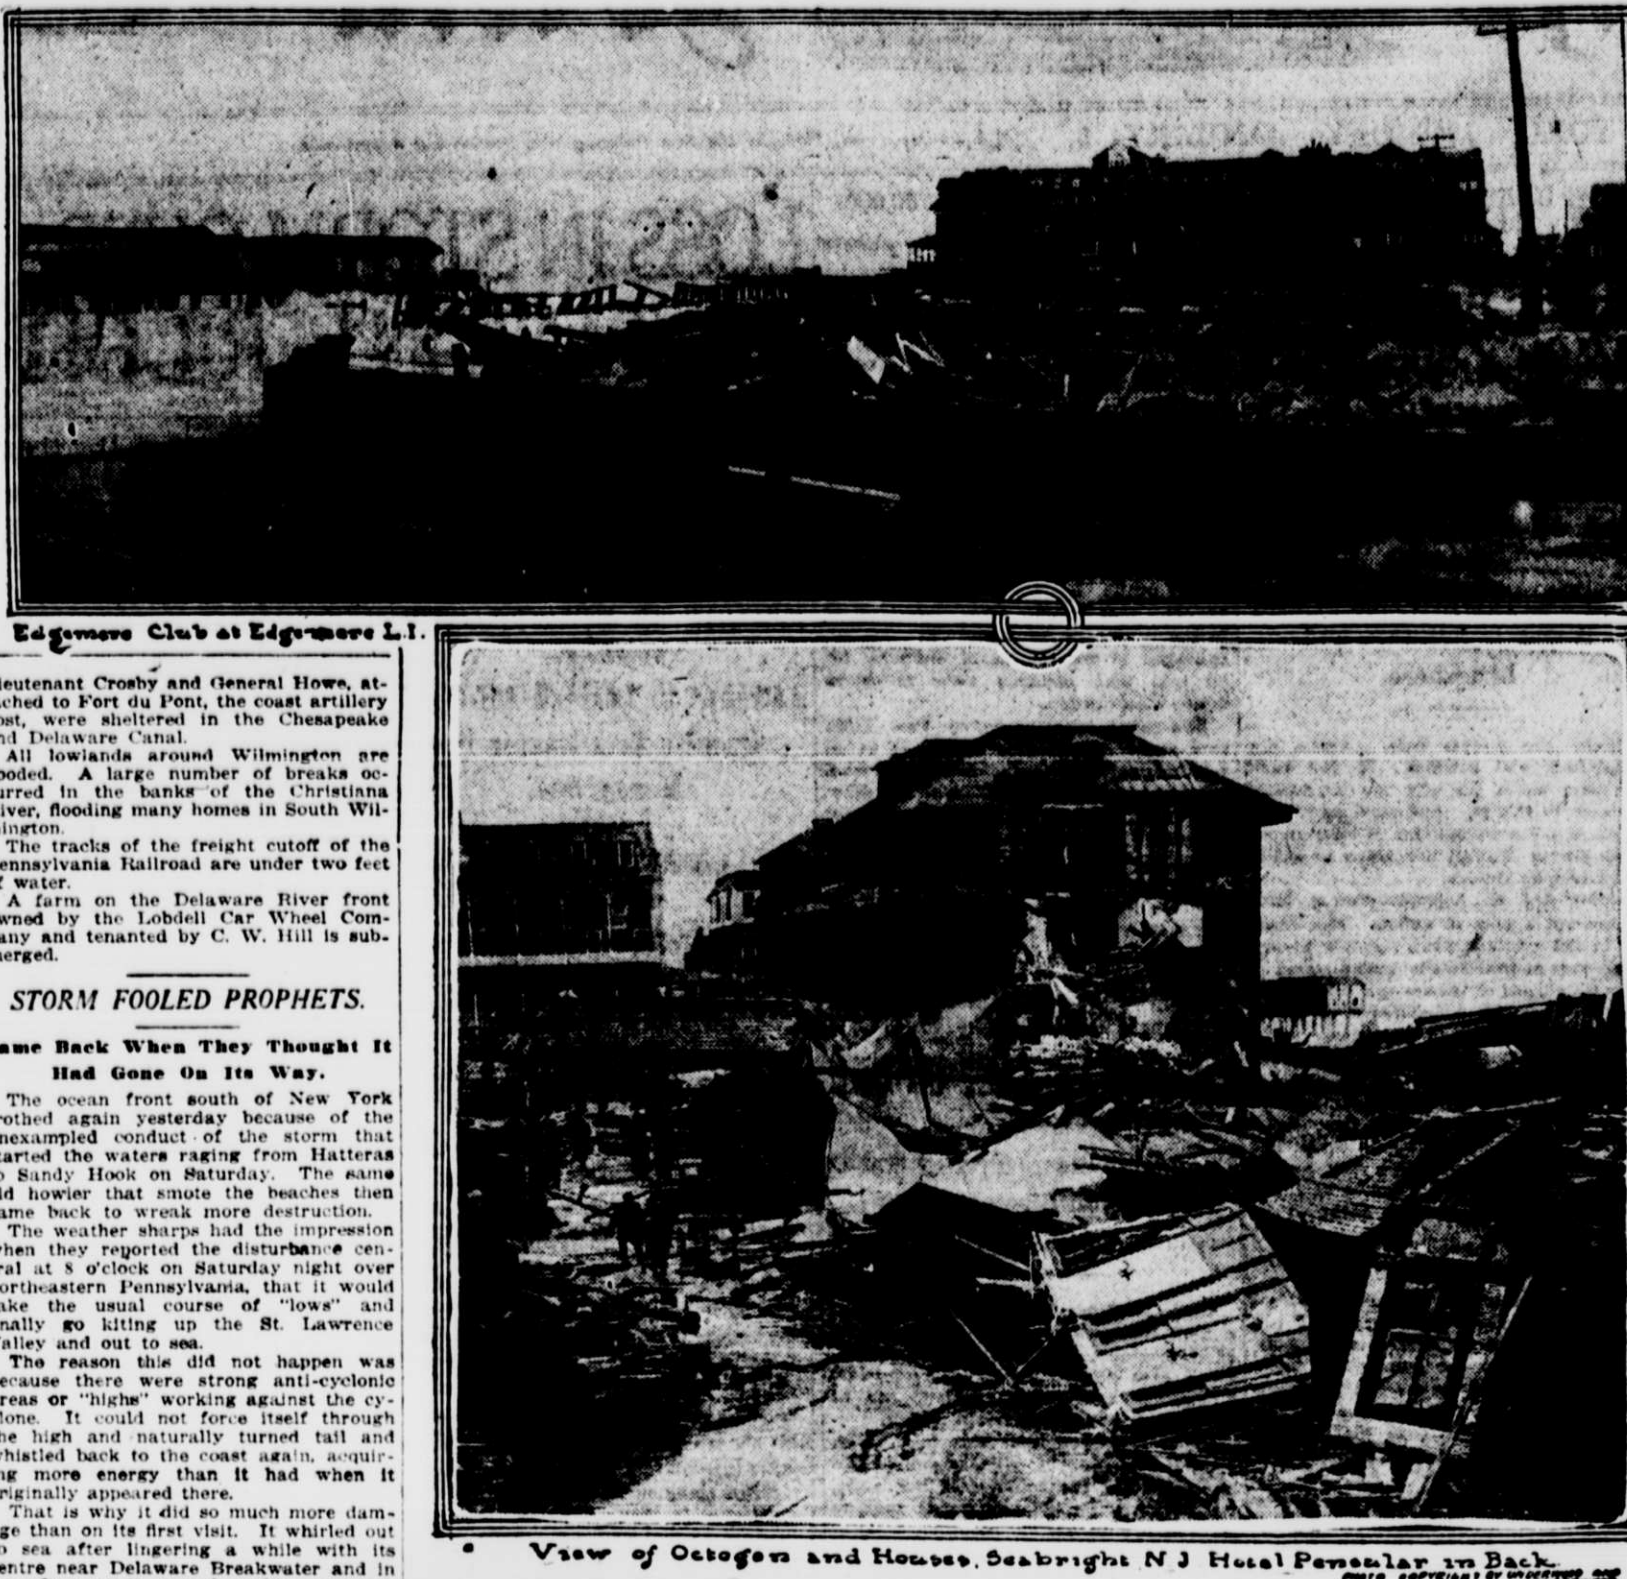 Edgemere Club at Edgemere L.I.
ieutenant Crosby and General Howe, at-
ched to Fort du Pont, the coast artillery
ost, were sheltered in the Chesapeake
nd Delaware Canal.
All lowlands around Wilmington are
ooded. A large number of breaks oc-
urred in the banks of the Christiana
iver, flooding many homes in South Wil-
ington.
The tracks of the freight cutoff of the
ennsylvania Railroad are under two feet
f water.
A farm on the Delaware River front
wned by the Lobdell Car Wheel Com-
any and tenanted by C. W. Hill is sub-
erged.
STORM FOOLED PROPHETS.
ame Back When They Thought It
Had Gone On Its Way.
The ocean front south of New York
rothed again yesterday because of the
nexampled conduct of the storm that
tarted the waters raging from Hatteras
o Sandy Hook on Saturday. The same
ld howler that smote the beaches then
ame back to wreak more destruction.
The weather sharps had the impression
hen they reported the disturbance cen-
ral at 8 o'clock on Saturday night over
ortheastern Pennsylvania, that it would
ake the usual course of "lows" and
nally go kiting up the St. Lawrence
alley and out to sea.
The reason this did not happen was
ecause there were strong anti-cyclonic
reas or "highs" working against the cy-
lone. It could not force itself through
he high and naturally turned tail and
histled back to the coast again, acquir-
ng more energy than it had when it
riginally appeared there.
That is why it did so much more dam-
ge than on its first visit. It whirled out
o sea after lingering a while with its
entre near Delaware Breakwater and in
View of Octogon and Houses, Seabright N J Hotel Pensular in Back.
PHOTO COPYRIGHT BY UNDERWOOD AND